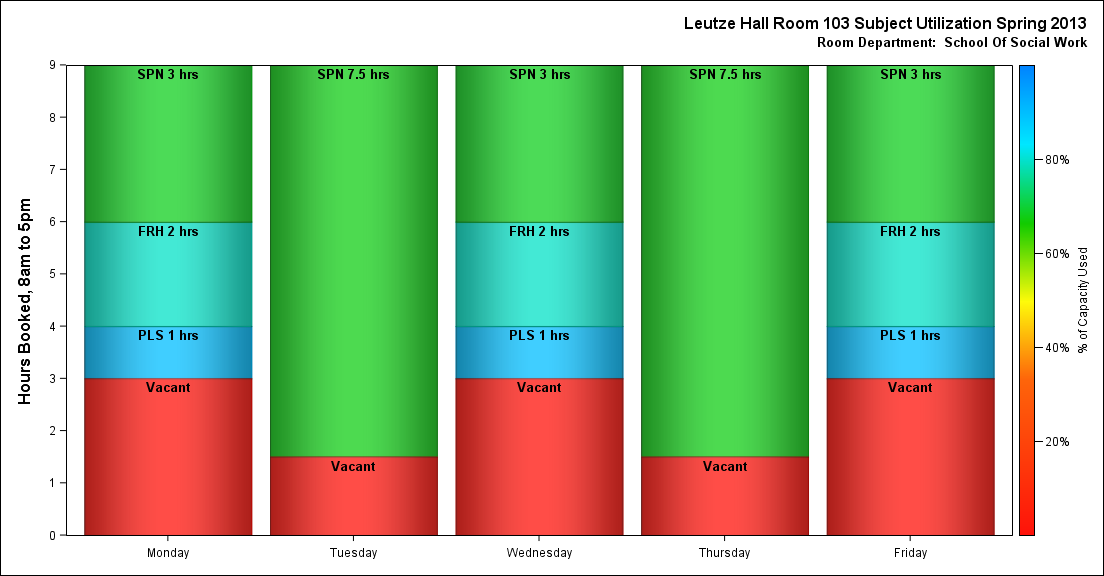 Leutze Hall Room 103 Subject Utilization Spring 2013
Room Department: School Of Social Work
Hours Booked, 8am to 5pm
9
8
7
6
5
4
3
2
1
0
SPN 3 hrs
FRH 2 hrs
PLS 1 hrs
Vacant
SPN 7.5 hrs
Vacant
SPN 3 hrs
FRH 2 hrs
PLS 1 hrs
Vacant
SPN 7.5 hrs
Vacant
SPN 3 hrs
FRH 2 hrs
PLS 1 hrs
Vacant
Monday
Tuesday
Wednesday
Thursday
Friday
80%
60%
40%
20%
% of Capacity Used